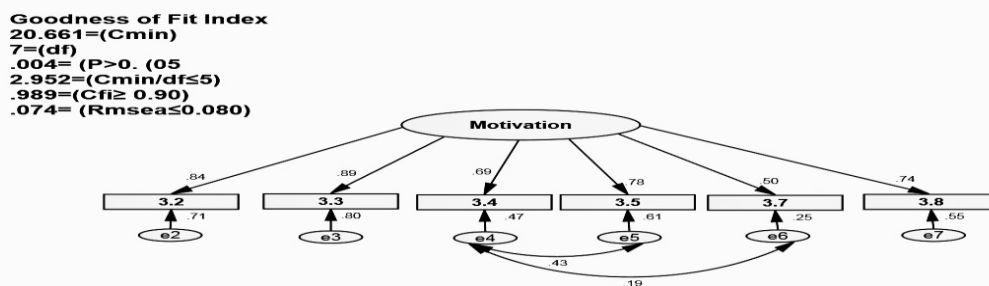 Goodness of Fit Index
20.661=(Cmin)
7=(df)
.004= (P>0. (05
2.952=(Cmin/df≤5)
.989=(Cfi≥ 0.90)
.074= (Rmsea≤0.080)
Motivation
.84 .89 .69 .78 .50 .74
3.2 3.3 3.4 3.5 3.7 3.8
.71 .80 .47 .61 .25 .55
e2 e3 e4 e5 e6 e7
.43
.19